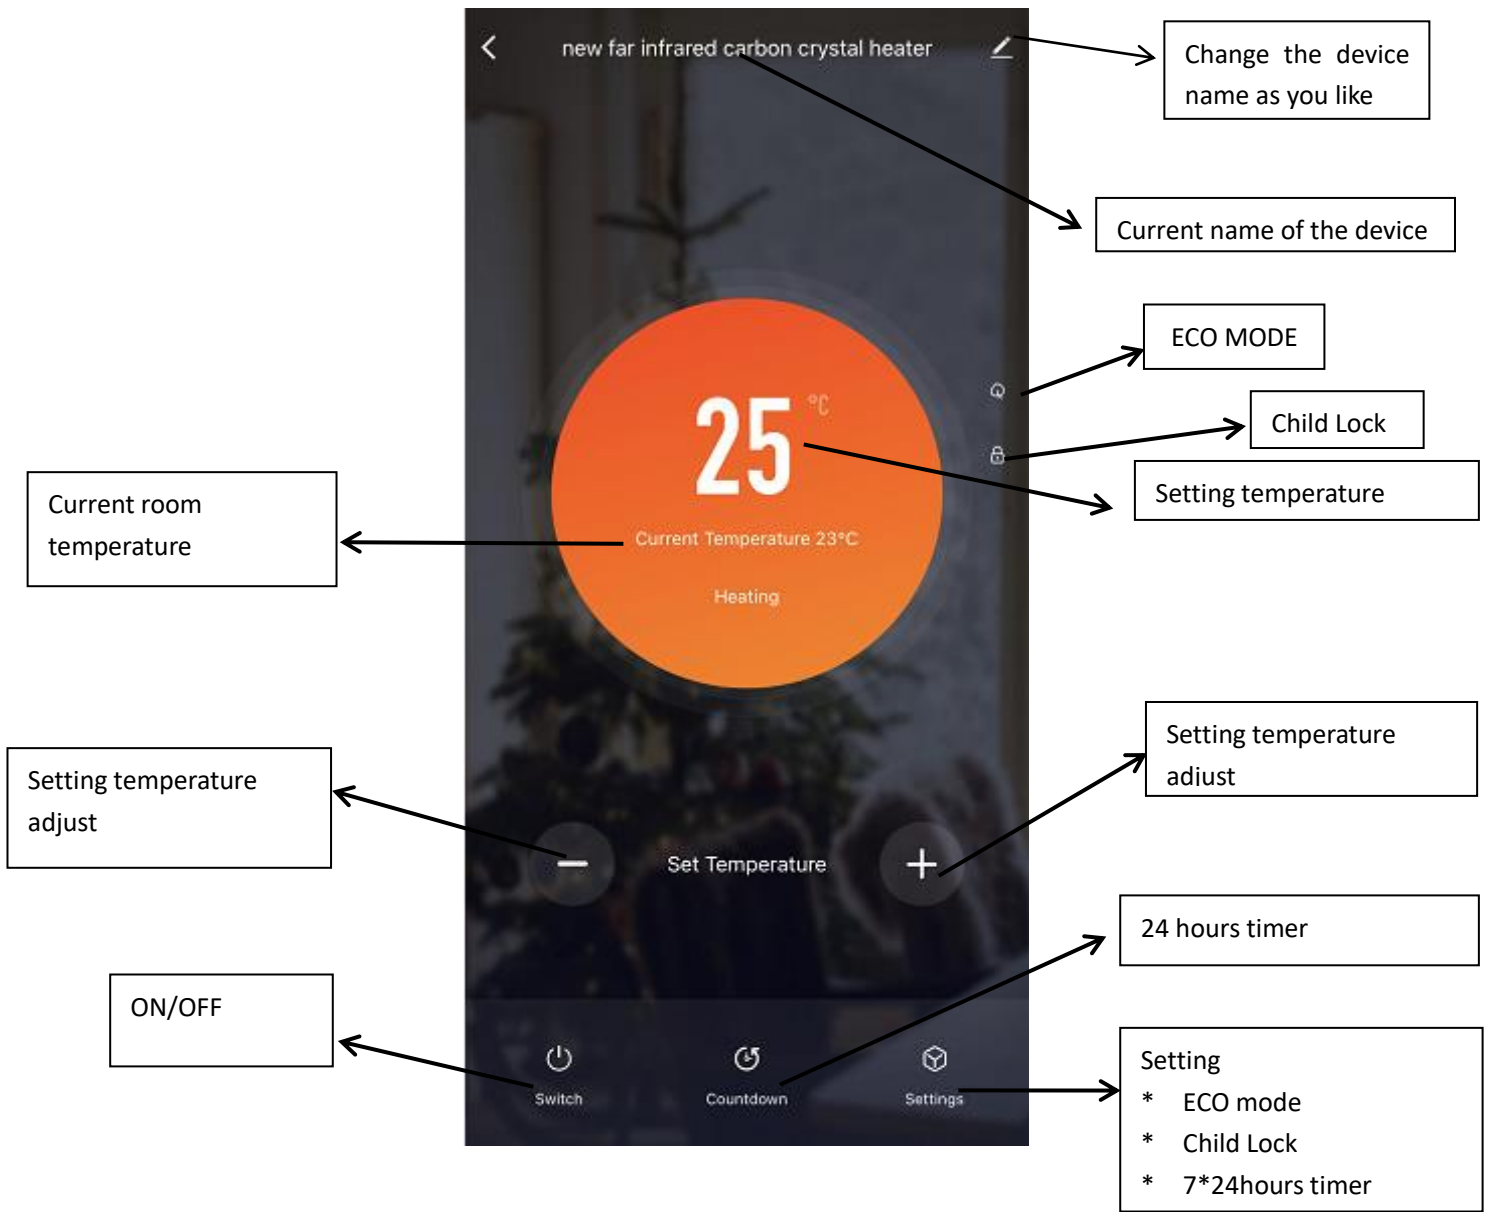 new far infrared carbon crystal heater
Change the device
name as you like
Current name of the device
ECO MODE
25 °C
Child Lock
Setting temperature
Current room
temperature
Current Temperature 23°C
Heating
Setting temperature
adjust
Setting temperature
adjust
Set Temperature
24 hours timer
ON/OFF
Switch
Countdown
Settings
Setting
* ECO mode
* Child Lock
* 7*24hours timer